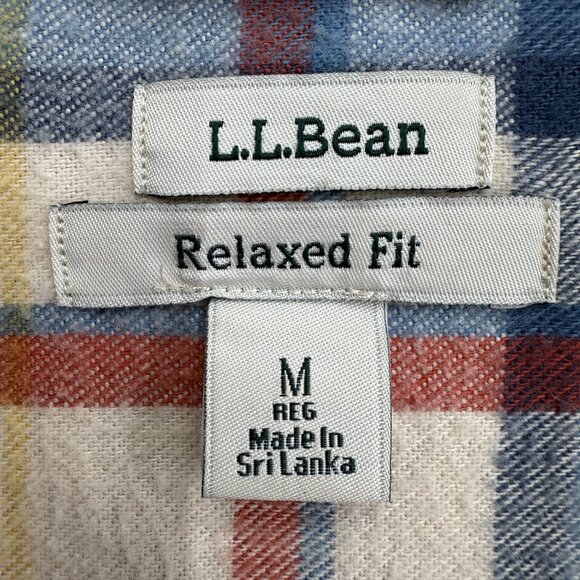 L.L.Bean
Relaxed Fit
M
REG
Made In
Sri Lanka